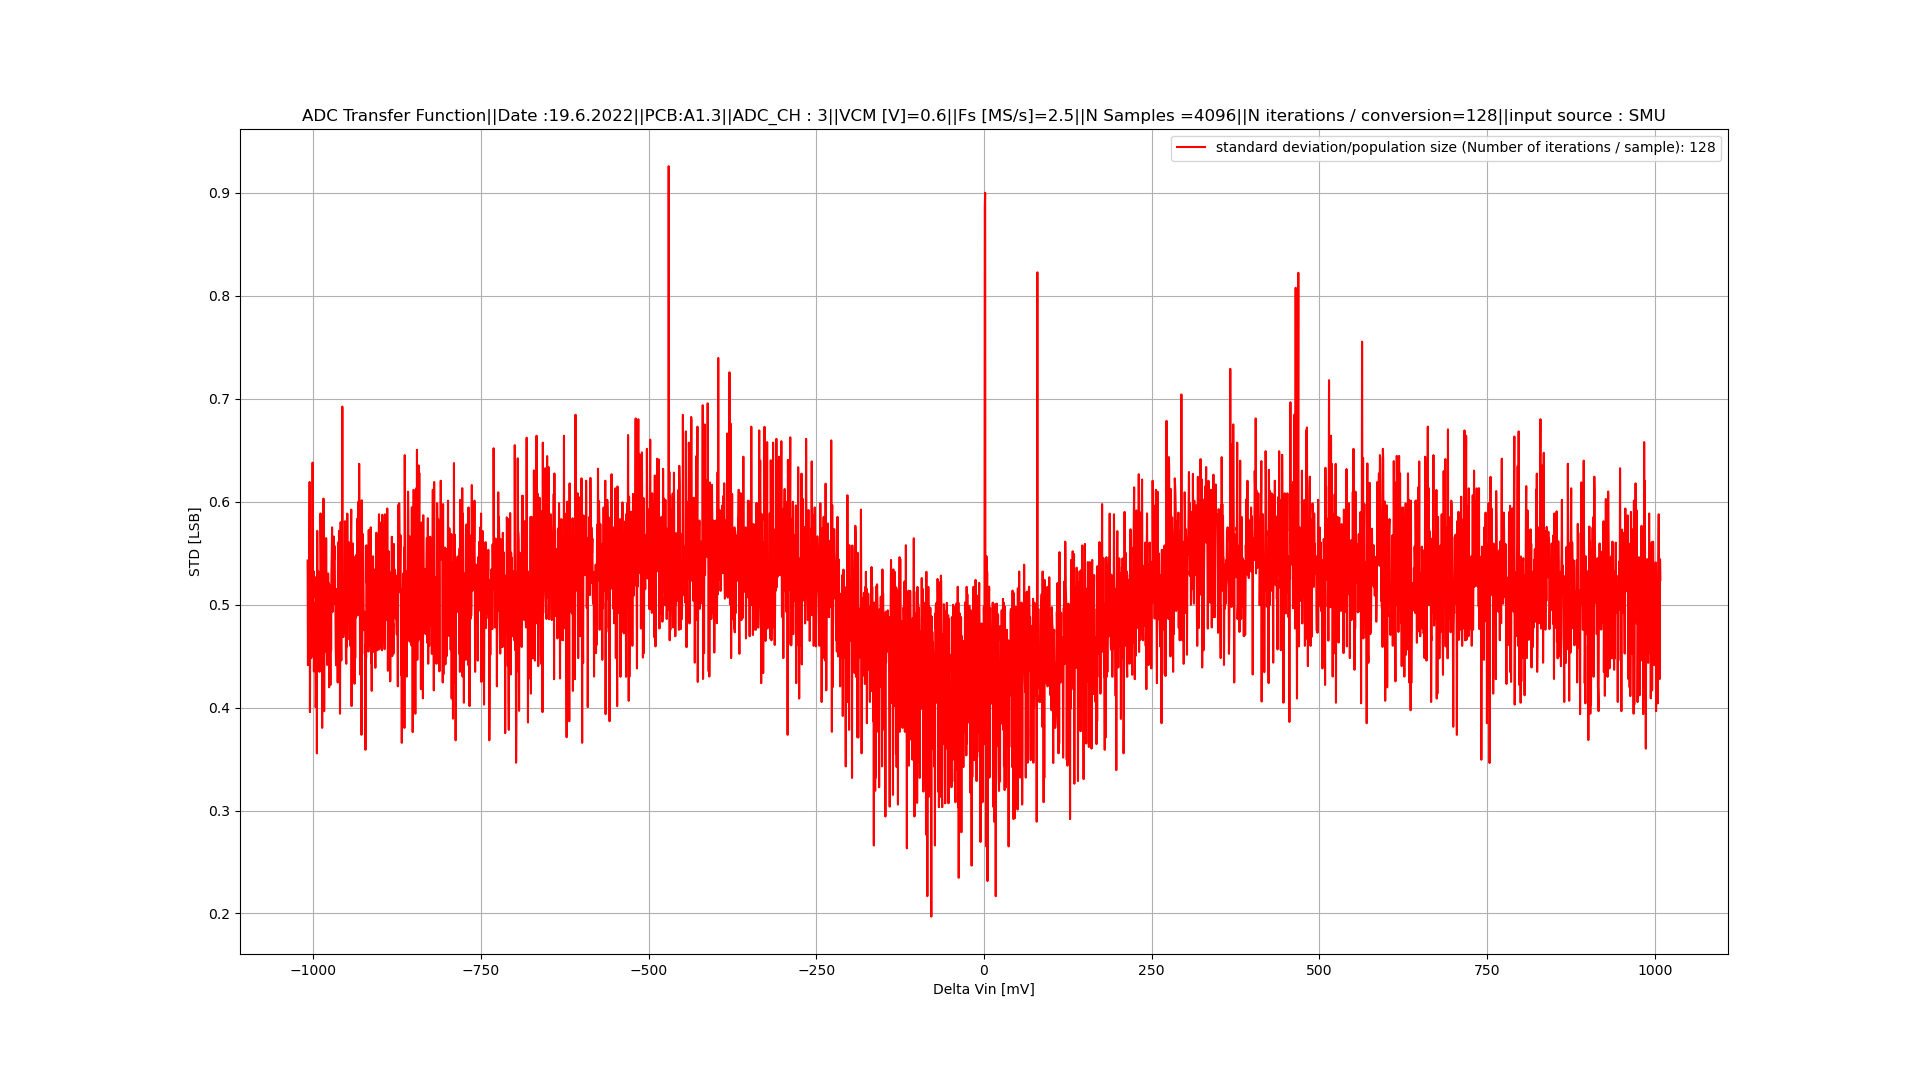 ADC Transfer Function||Date :19.6.2022||PCB:A1.3||ADC_CH : 3||VCM [V]=0.6||Fs [MS/s]=2.5||N Samples =4096||N iterations / conversion=128||input source : SMU
standard deviation/population size (Number of iterations / sample): 128
0.9
0.8
0.7
0.6
0.5
0.4
0.3
0.2
STD [LSB]
−1000 −750 −500 −250 0 250 500 750 1000
Delta Vin [mV]